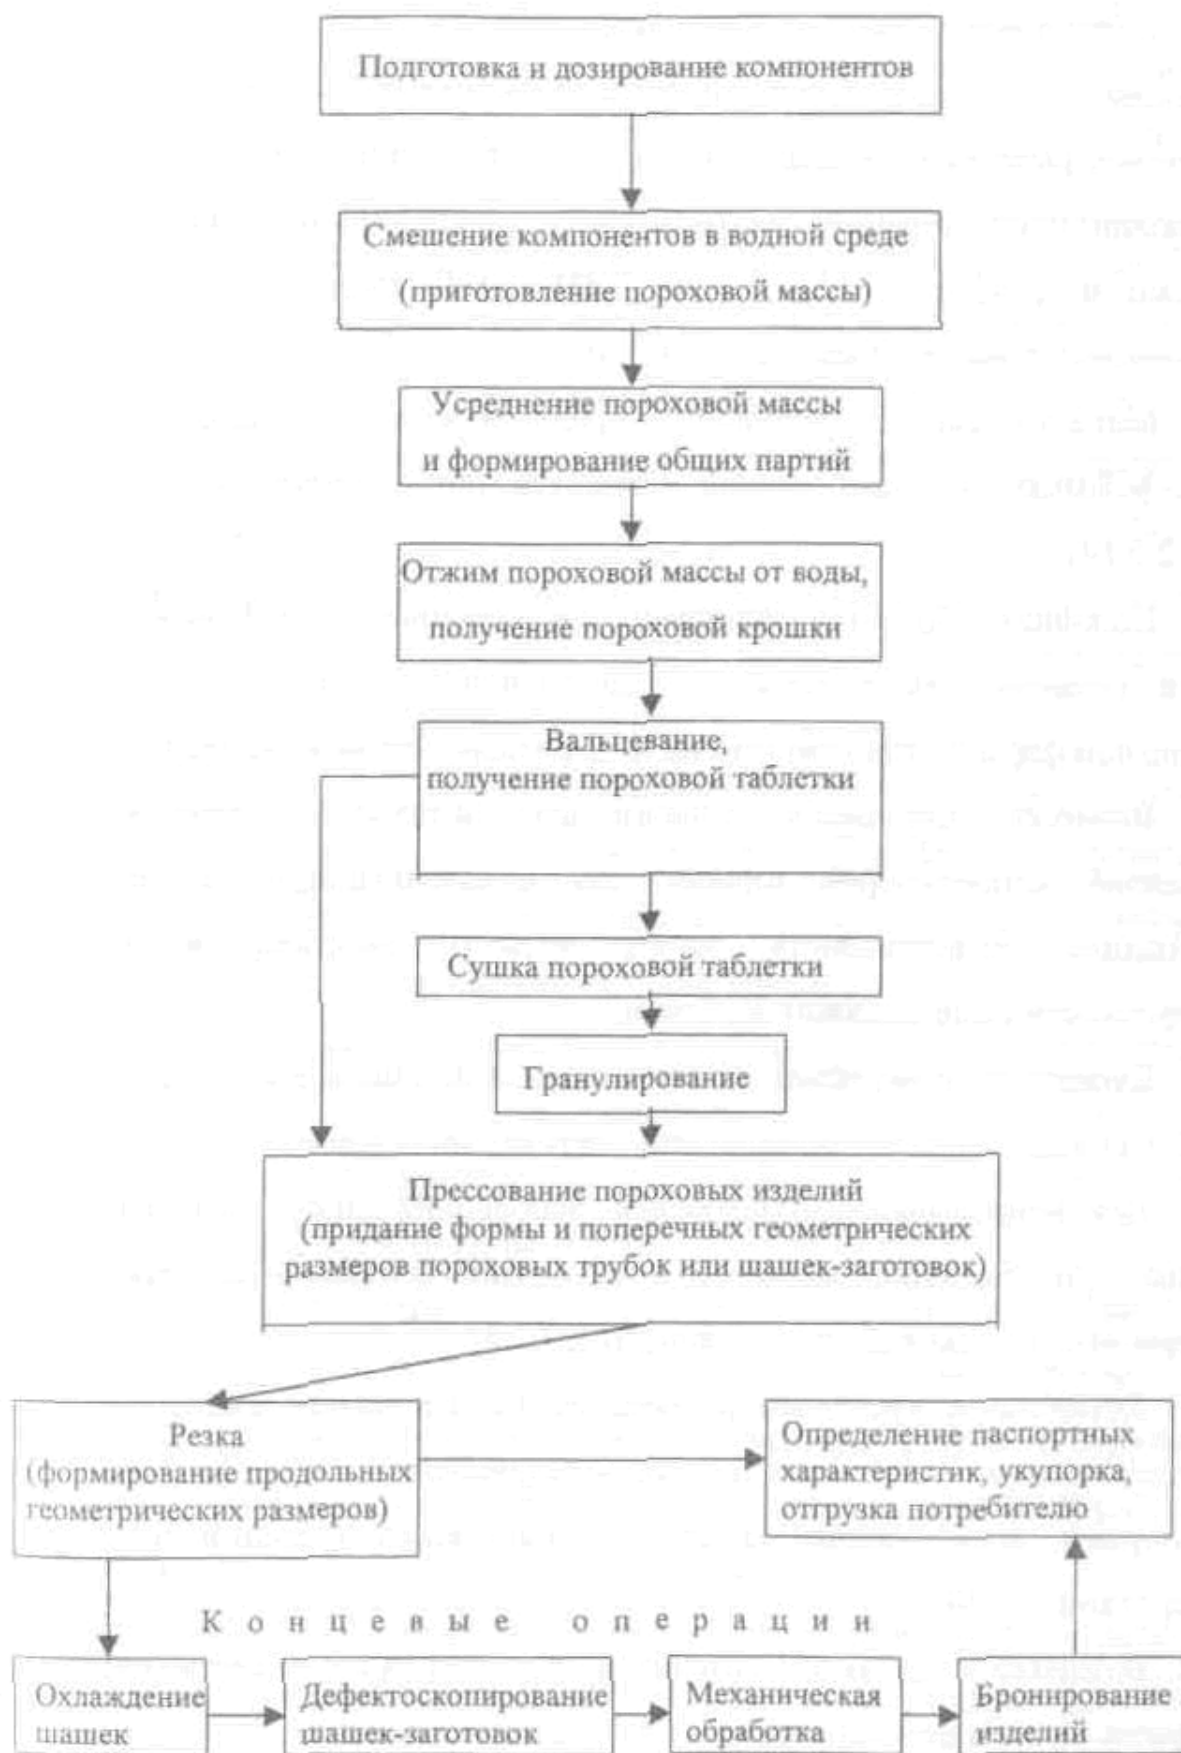 Подготовка и дозирование компонентов
Смешение компонентов в водной среде
(приготовление пороховой массы)
Усреднение пороховой массы
и формирование общих партий
Отжим пороховой массы от воды,
получение пороховой крошки
Вальцевание,
получение пороховой таблетки
Сушка пороховой таблетки
Гранулирование
Прессование пороховых изделий
(придание формы и поперечных геометрических
размеров пороховых трубок или шашек-заготовок)
Резка
(формирование продольных
геометрических размеров)
Определение паспортных
характеристик, укупорка,
отгрузка потребителю
Концевые операции
Охлаждение
шашек
Дефектоскопирование
шашек-заготовок
Механическая
обработка
Бронирование
изделий